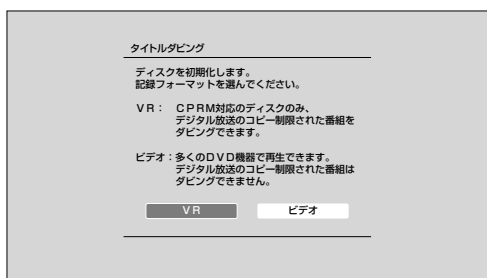 タイトルダビング
ディスクを初期化します。
記録フォーマットを選んでください。
ＶＲ： ＣＰＲＭ対応のディスクのみ、
デジタル放送のコピー制限された番組を
ダビングできます。
ビデオ：多くのＤＶＤ機器で再生できます。
デジタル放送のコピー制限された番組は
ダビングできません。
ＶＲ ビデオ